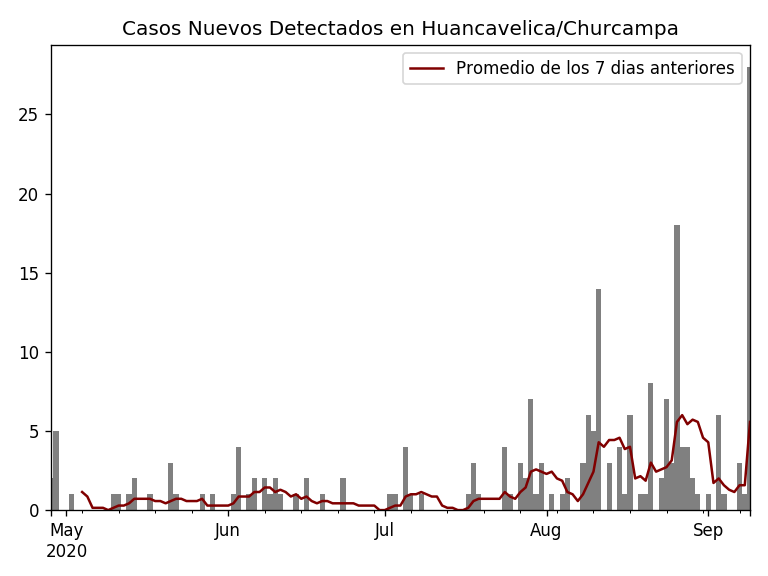 Casos Nuevos Detectados en Huancavelica/Churcampa
Promedio de los 7 dias anteriores
25
20
15
10
5
0
May Jun Jul Aug Sep
2020